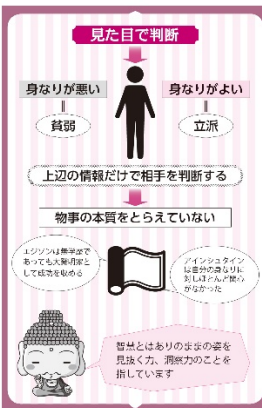 見た目で判断
身なりが悪い
身なりがよい
=
=
貧弱
立派
上辺の情報だけで相手を判断する
物事の本質をとらえていない
エジソンは無学歴で
あっても大発明家と
して成功を収める
アインシュタイン
は自分の身なりに
対しほとんど関心
がなかった
智慧とはありのままの姿を
見抜く力、洞察力のことを
指しています